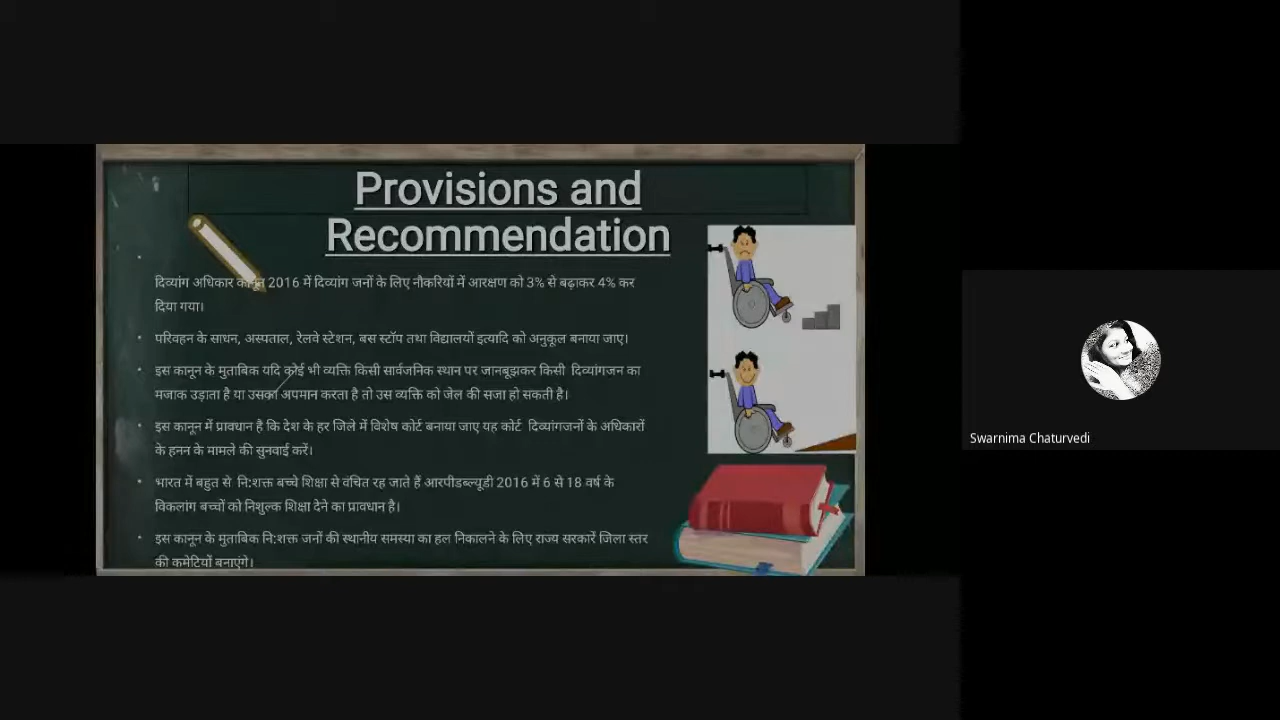 Provisions and
Recommendation
दिव्यांग अधिकार कानून 2016 में दिव्यांग जनों के लिए नौकरियों में आरक्षण को 3% से बढ़ाकर 4% कर
दिया गया।
• परिवहन के साधन, अस्पताल, रेलवे स्टेशन, बस स्टॉप तथा विद्यालयों इत्यादि को अनुकूल बनाया जाए।
• इस कानून के मुताबिक यदि कोई भी व्यक्ति किसी सार्वजनिक स्थान पर जानबूझकर किसी दिव्यांगजन का
मजाक उड़ाता है या उसका अपमान करता है तो उस व्यक्ति को जेल की सजा हो सकती है।
• इस कानून में प्रावधान है कि देश के हर जिले में विशेष कोर्ट बनाया जाए यह कोर्ट दिव्यांगजनों के अधिकारों
के हनन के मामले की सुनवाई करें।
• भारत में बहुत से नि:शक्त बच्चे शिक्षा से वंचित रह जाते हैं आरपीडब्ल्यूडी 2016 में 6 से 18 वर्ष के
विकलांग बच्चों को निशुल्क शिक्षा देने का प्रावधान है।
• इस कानून के मुताबिक नि:शक्त जनों की स्थानीय समस्या का हल निकालने के लिए राज्य सरकारें जिला स्तर
की कमेटियों बनाएंगे।
Swarnima Chaturvedi